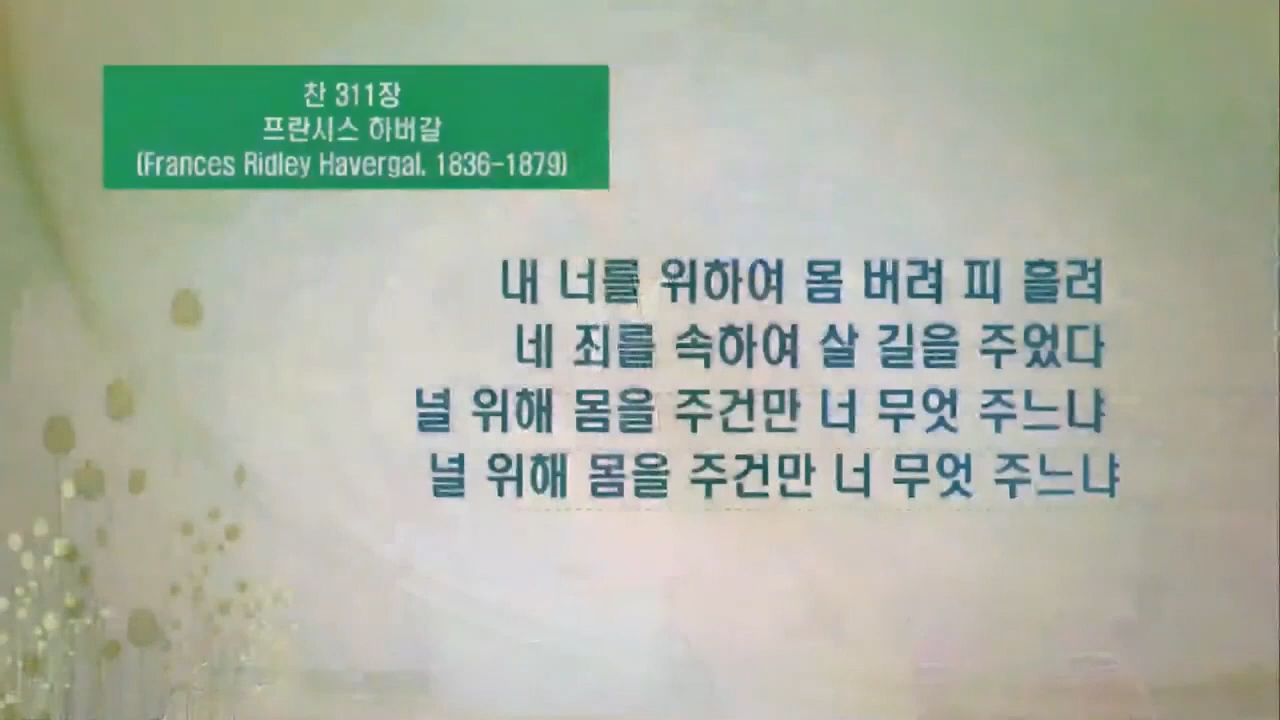 찬 311장
프란시스 하버갈
(Frances Ridley Havergal. 1836-1879)
내 너를 위하여 몸 버려 피 흘려
네 죄를 속하여 살 길을 주었다
널 위해 몸을 주건만 너 무엇 주느냐
널 위해 몸을 주건만 너 무엇 주느냐